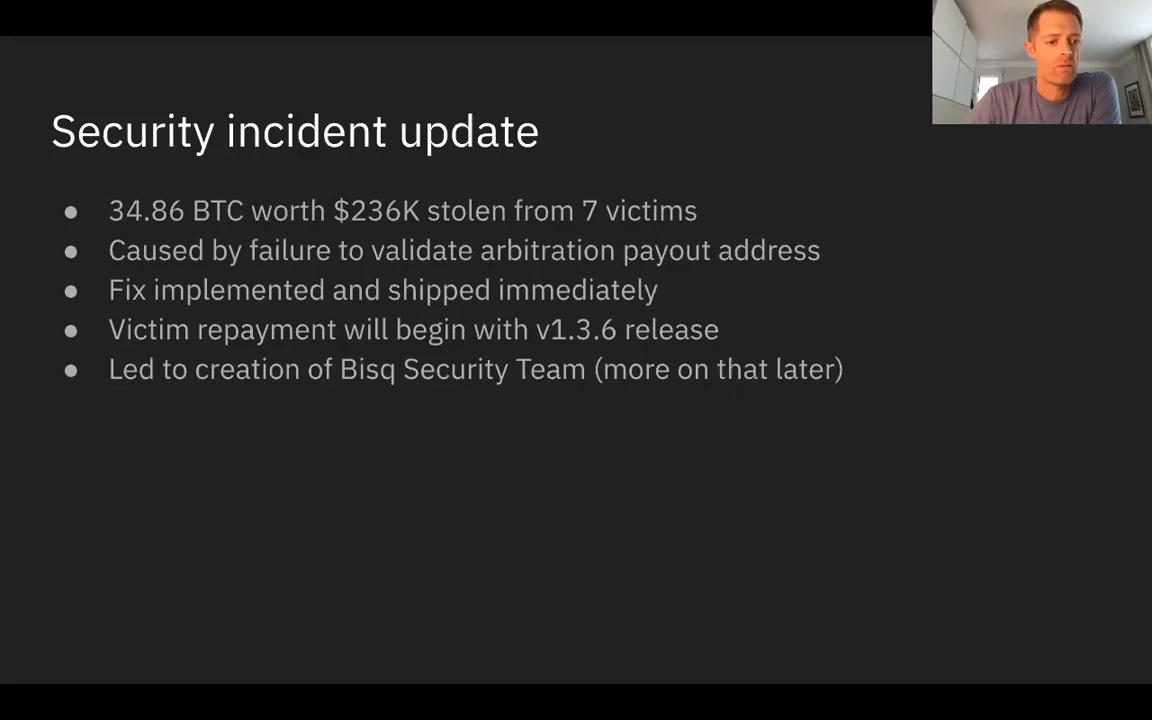 Security incident update
● 34.86 BTC worth $236K stolen from 7 victims
● Caused by failure to validate arbitration payout address
● Fix implemented and shipped immediately
● Victim repayment will begin with v1.3.6 release
● Led to creation of Bisq Security Team (more on that later)